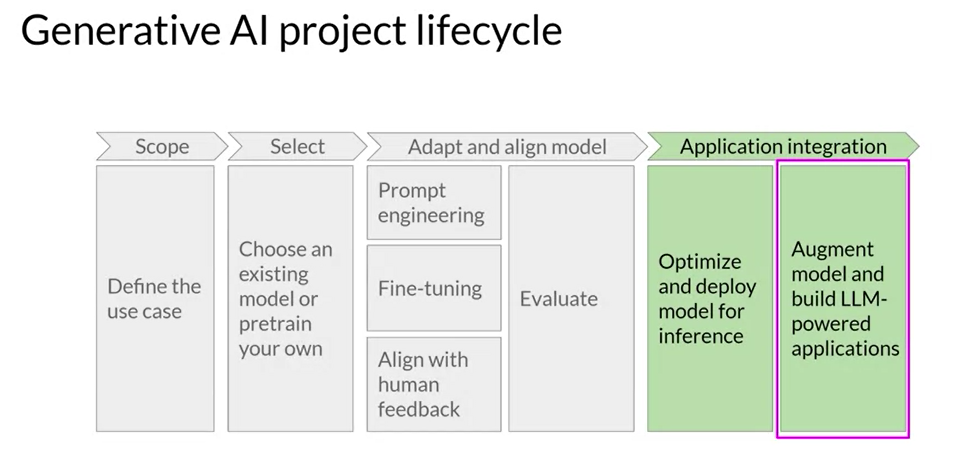 Generative AI project lifecycle
Scope
Select
Adapt and align model
Application integration
Define the
use case
Choose an
existing
model or
pretrain
your own
Prompt
engineering
Fine-tuning
Align with
human
feedback
Evaluate
Optimize
and deploy
model for
inference
Augment
model and
build LLM-
powered
applications